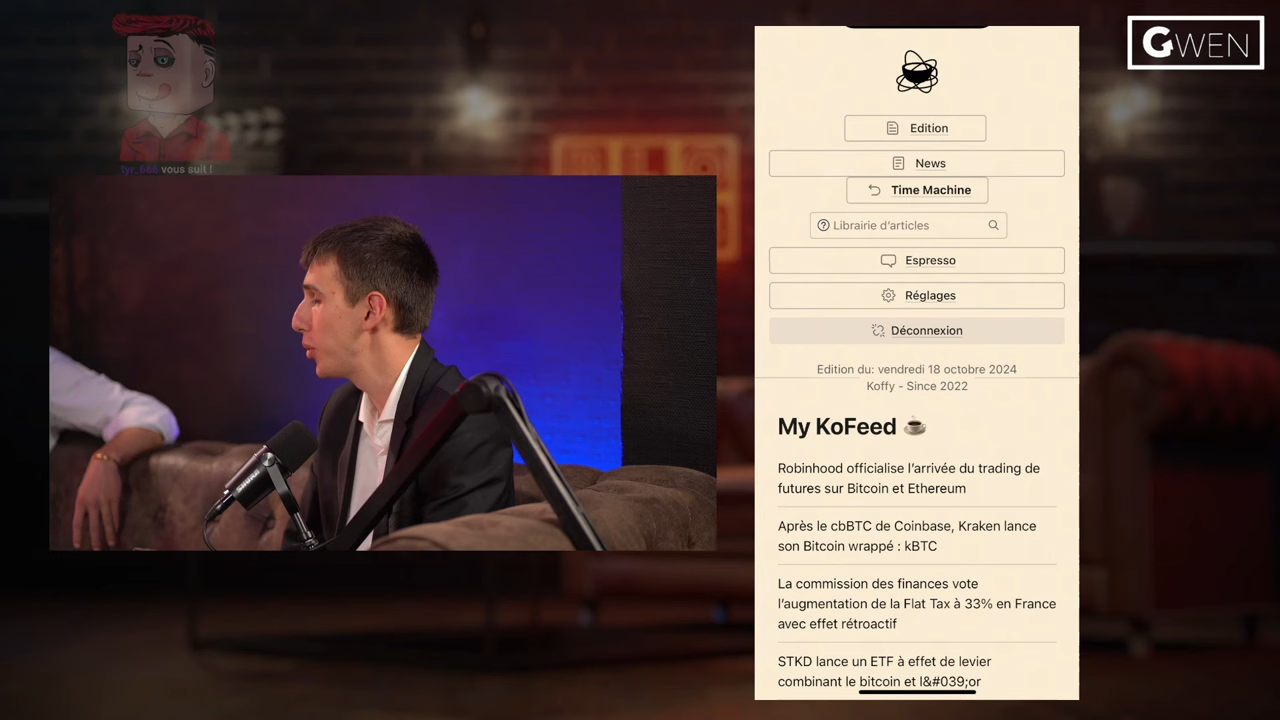 GWEN
tyr_666 vous suit !
SHURE
Edition
News
Time Machine
Librairie d'articles
Espresso
Réglages
Déconnexion
Edition du: vendredi 18 octobre 2024
Koffy - Since 2022
My KoFeed ☕
Robinhood officialise l'arrivée du trading de
futures sur Bitcoin et Ethereum
Après le cbBTC de Coinbase, Kraken lance
son Bitcoin wrappé : kBTC
La commission des finances vote
l'augmentation de la Flat Tax à 33% en France
avec effet rétroactif
STKD lance un ETF à effet de levier
combinant le bitcoin et l&#039;or